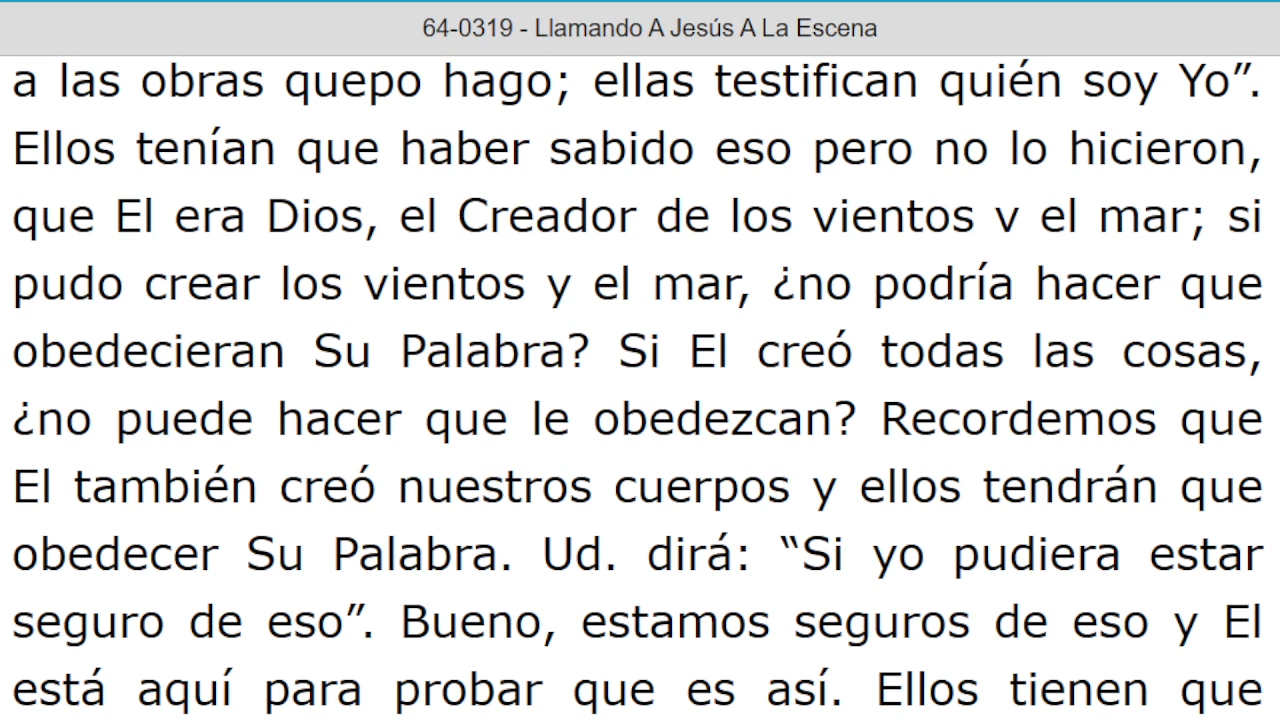 64-0319 - Llamando A Jesús A La Escena
a las obras quepo hago; ellas testifican quién soy Yo”.
Ellos tenían que haber sabido eso pero no lo hicieron,
que El era Dios, el Creador de los vientos v el mar; si
pudo crear los vientos y el mar, ¿no podría hacer que
obedecieran Su Palabra? Si El creó todas las cosas,
¿no puede hacer que le obedezcan? Recordemos que
El también creó nuestros cuerpos y ellos tendrán que
obedecer Su Palabra. Ud. dirá: “Si yo pudiera estar
seguro de eso”. Bueno, estamos seguros de eso y El
está aquí para probar que es así. Ellos tienen que